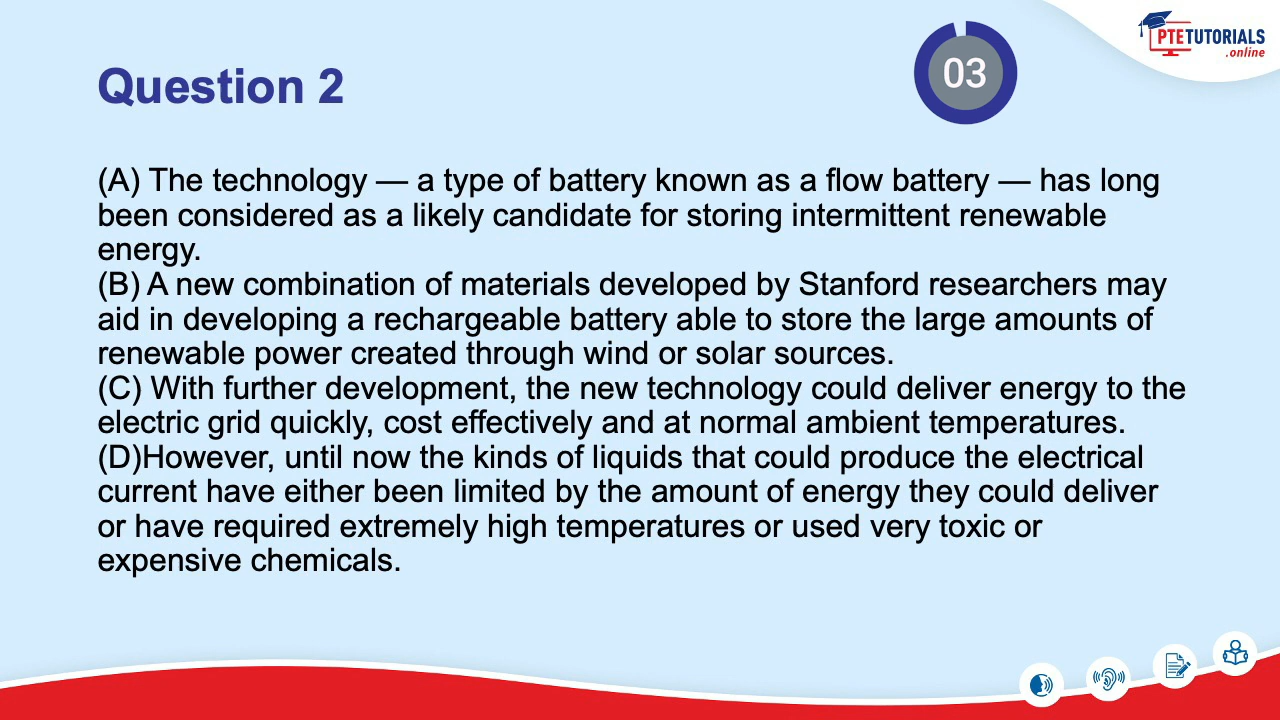 PTETUTORIALS
.online
03
Question 2
(A) The technology — a type of battery known as a flow battery — has long
been considered as a likely candidate for storing intermittent renewable
energy.
(B) A new combination of materials developed by Stanford researchers may
aid in developing a rechargeable battery able to store the large amounts of
renewable power created through wind or solar sources.
(C) With further development, the new technology could deliver energy to the
electric grid quickly, cost effectively and at normal ambient temperatures.
(D)However, until now the kinds of liquids that could produce the electrical
current have either been limited by the amount of energy they could deliver
or have required extremely high temperatures or used very toxic or
expensive chemicals.